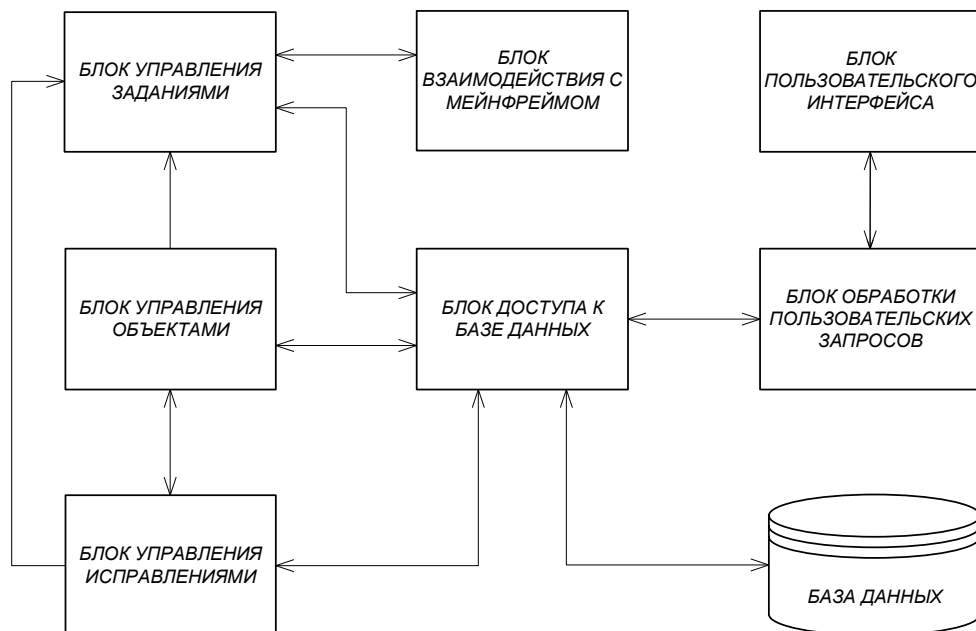 БЛОК УПРАВЛЕНИЯ
ЗАДАНИЯМИ
БЛОК
ВЗАИМОДЕЙСТВИЯ С
МЕЙНФРЕЙМОМ
БЛОК
ПОЛЬЗОВАТЕЛЬСКОГО
ИНТЕРФЕЙСА
БЛОК УПРАВЛЕНИЯ
ОБЪЕКТАМИ
БЛОК ДОСТУПА К
БАЗЕ ДАННЫХ
БЛОК ОБРАБОТКИ
ПОЛЬЗОВАТЕЛЬСКИХ
ЗАПРОСОВ
БЛОК УПРАВЛЕНИЯ
ИСПРАВЛЕНИЯМИ
БАЗА ДАННЫХ